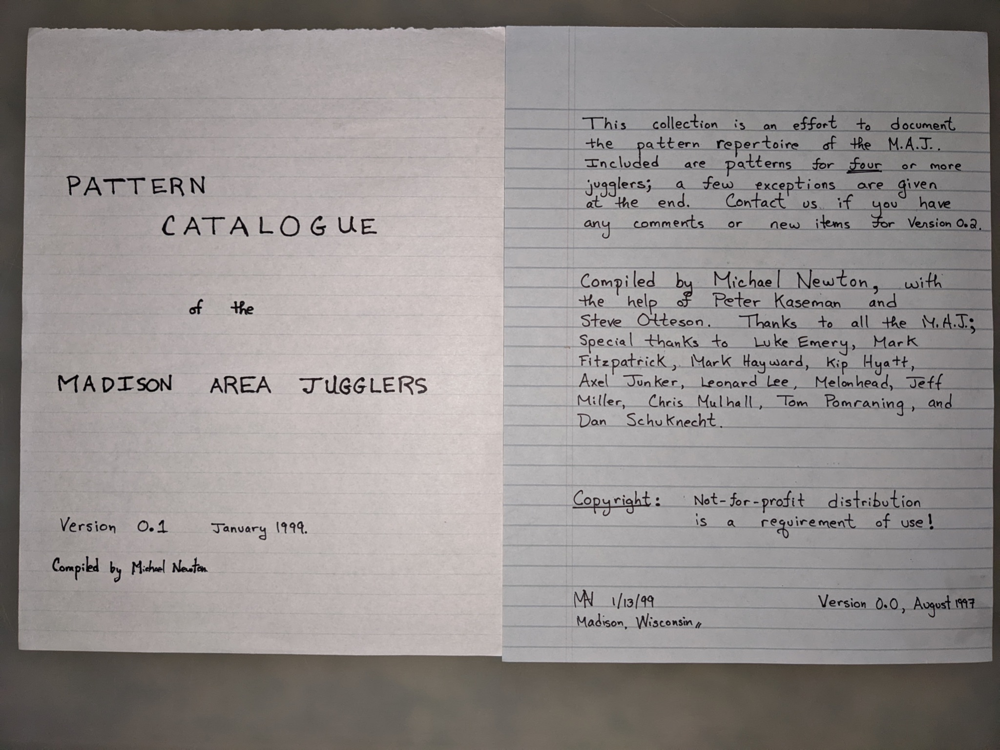 PATTERN
CATALOGUE
of the
MADISON AREA JUGGLERS
Version 0.1 January 1999.
Compiled by Michael Newton
This collection is an effort to document
the pattern repertoire of the M.A.J..
Included are patterns for four or more
jugglers; a few exceptions are given
at the end. Contact us if you have
any comments or new items for Version 0.2.
Compiled by Michael Newton, with
the help of Peter Kaseman and
Steve Otteson. Thanks to all the M.A.J.;
Special thanks to Luke Emery, Mark
Fitzpatrick, Mark Hayward, Kip Hyatt,
Axel Junker, Leonard Lee, Melonhead, Jeff
Miller, Chris Mulhall, Tom Pomraning, and
Dan Schuknecht.
Copyright: Not-for-profit distribution
is a requirement of use!
MN 1/13/99 Version 0.0, August 1997
Madison, Wisconsin //